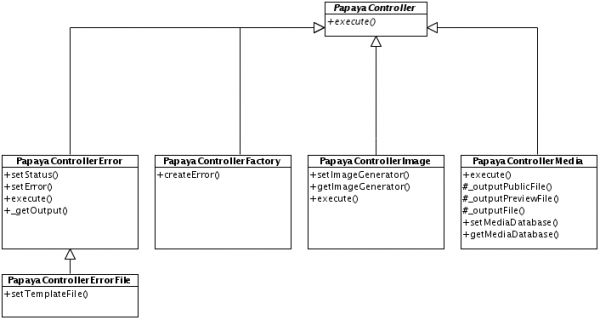 PapayaController
+execute()
PapayaControllerError
+setStatus()
+setError()
+execute()
+_getOutput()
PapayaControllerFactory
+createError()
PapayaControllerImage
+setImageGenerator()
+getImageGenerator()
+execute()
PapayaControllerMedia
+execute()
#_outputPublicFile()
#_outputPreviewFile()
#_outputFile()
+setMediaDatabase()
+getMediaDatabase()
PapayaControllerErrorFile
+setTemplateFile()